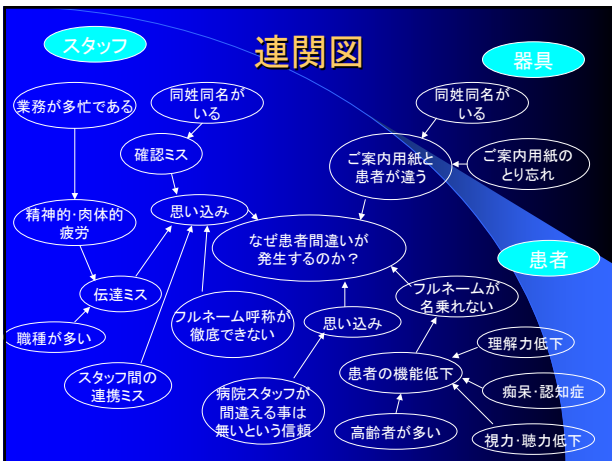 連関図
スタッフ
器具
業務が多忙である
同姓同名が
いる
同姓同名が
いる
確認ミス
ご案内用紙と
患者が違う
ご案内用紙の
とり忘れ
精神的・肉体的
疲労
思い込み
なぜ患者間違いが
発生するのか？
患者
伝達ミス
フルネーム呼称が
徹底できない
思い込み
フルネームが
名乗れない
職種が多い
理解力低下
スタッフ間の
連携ミス
患者の機能低下
病院スタッフが
間違える事は
無いという信頼
痴呆・認知症
高齢者が多い
視力・聴力低下